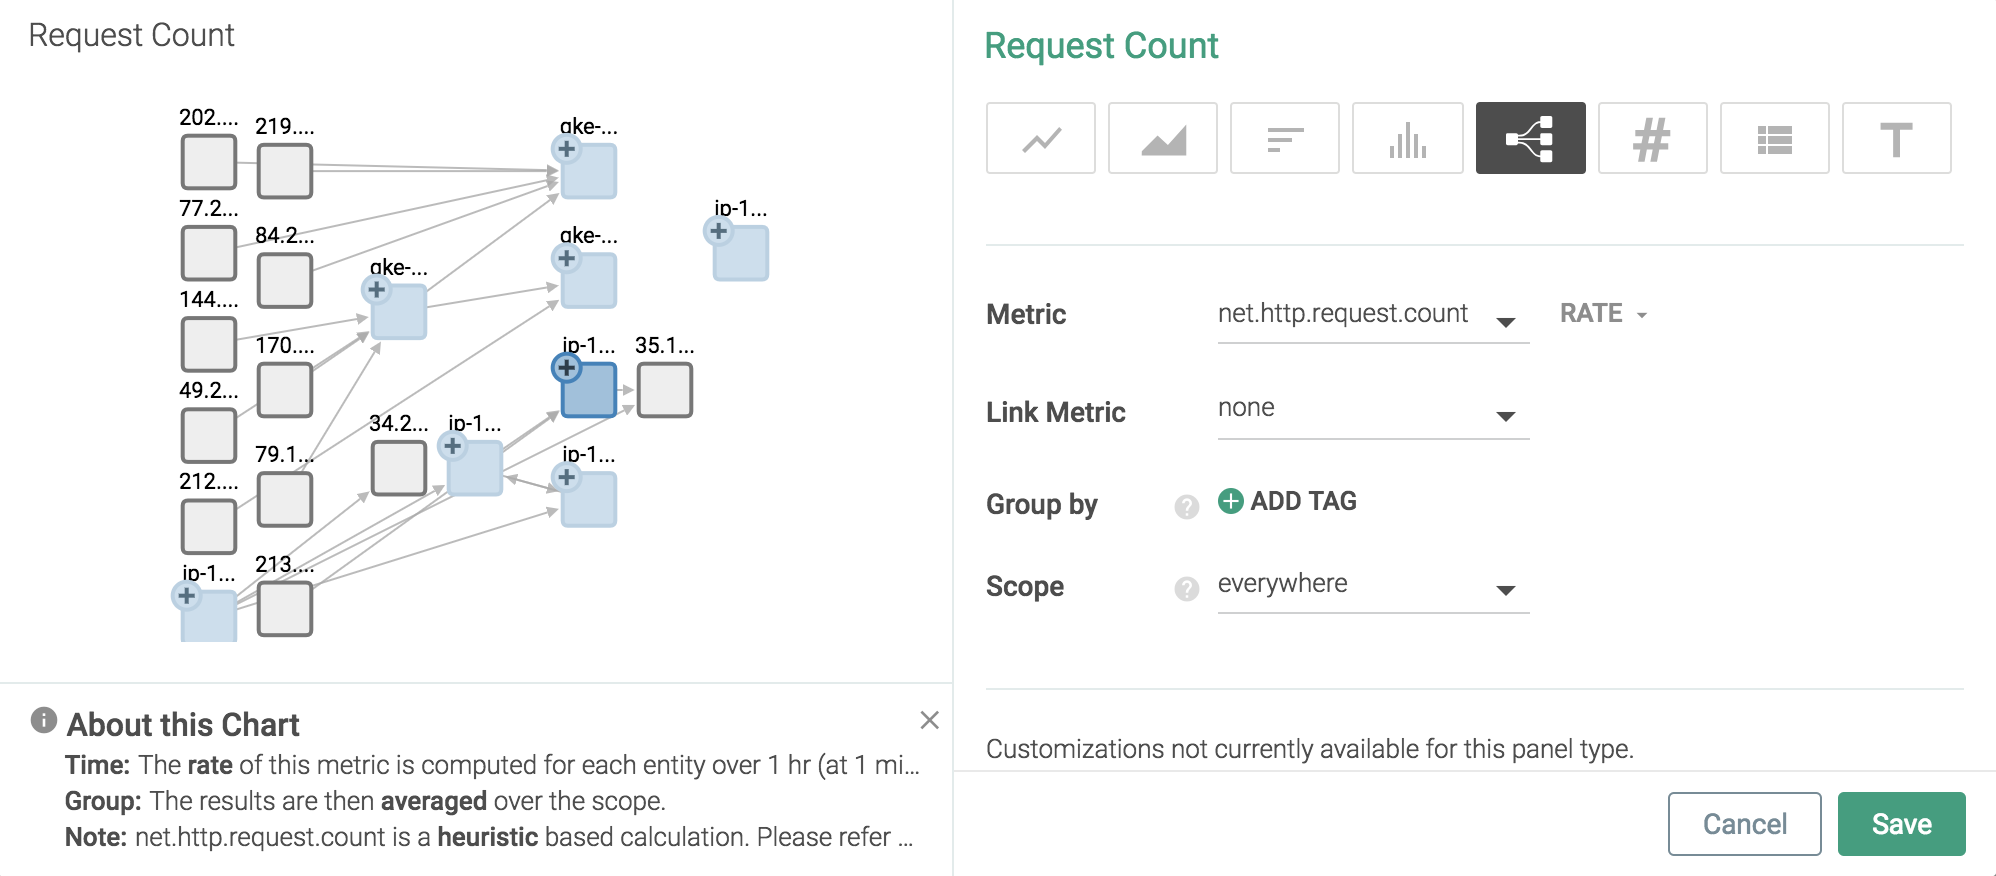 Request Count
202....
219....
gke-...
77.2...
84.2...
gke-...
ip-1...
gke-...
144....
170....
ip-1...
35.1...
49.2...
34.2...
ip-1...
79.1...
ip-1...
212....
213....
ip-1...
About this Chart
Time: The rate of this metric is computed for each entity over 1 hr (at 1 mi...
Group: The results are then averaged over the scope.
Note: net.http.request.count is a heuristic based calculation. Please refer ...
Request Count
#
T
Metric
net.http.request.count
RATE
Link Metric
none
Group by
?
ADD TAG
Scope
?
everywhere
Customizations not currently available for this panel type.
Cancel
Save